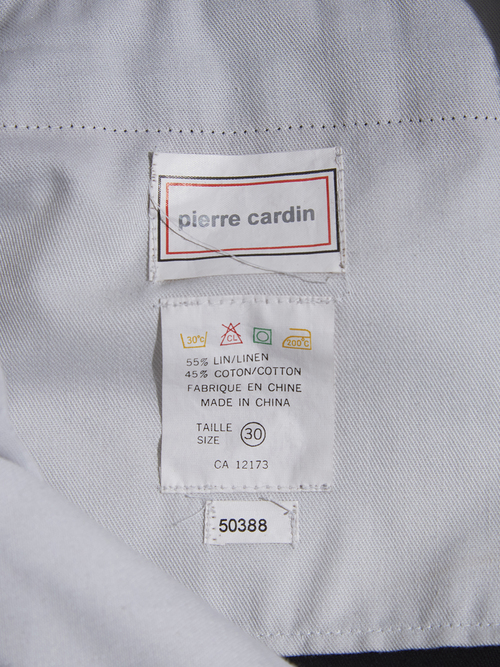 pierre cardin
30°C CL 200°C
55% LIN/LINEN
45% COTON/COTTON
FABRIQUE EN CHINE
MADE IN CHINA
TAILLE
SIZE 30
CA 12173
50388